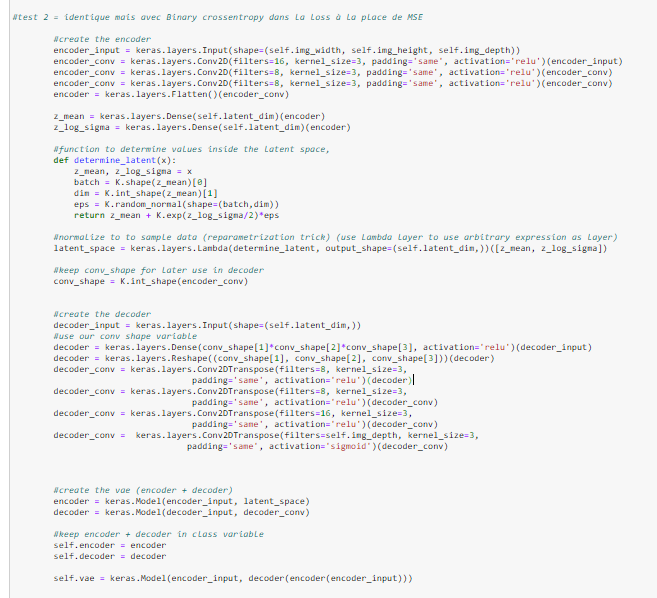 #test 2 = identique mais avec Binary crossentropy dans la Loss à la place de MSE
#create the encoder
encoder_input = keras.layers.Input(shape=(self.img_width, self.img_height, self.img_depth))
encoder_conv = keras.layers.Conv2D(filters=16, kernel_size=3, padding='same', activation='relu')(encoder_input)
encoder_conv = keras.layers.Conv2D(filters=8, kernel_size=3, padding='same', activation='relu')(encoder_conv)
encoder_conv = keras.layers.Conv2D(filters=8, kernel_size=3, padding='same', activation='relu')(encoder_conv)
encoder = keras.layers.Flatten()(encoder_conv)
z_mean = keras.layers.Dense(self.latent_dim)(encoder)
z_log_sigma = keras.layers.Dense(self.latent_dim)(encoder)
#function to determine values inside the latent space,
def determine_latent(x):
z_mean, z_log_sigma = x
batch = K.shape(z_mean)[0]
dim = K.int_shape(z_mean)[1]
eps = K.random_normal(shape=(batch,dim))
return z_mean + K.exp(z_log_sigma/2)*eps
#normalize to to sample data (reparametrization trick) (use Lambda Layer to use arbitrary expression as Layer)
latent_space = keras.layers.Lambda(determine_latent, output_shape=(self.latent_dim,))([z_mean, z_log_sigma])
#keep conv_shape for later use in decoder
conv_shape = K.int_shape(encoder_conv)
#create the decoder
decoder_input = keras.layers.Input(shape=(self.latent_dim,))
#use our conv shape variable
decoder = keras.layers.Dense(conv_shape[1]*conv_shape[2]*conv_shape[3], activation='relu')(decoder_input)
decoder = keras.layers.Reshape((conv_shape[1], conv_shape[2], conv_shape[3]))(decoder)
decoder_conv = keras.layers.Conv2DTranspose(filters=8, kernel_size=3,
padding='same', activation='relu')(decoder)
decoder_conv = keras.layers.Conv2DTranspose(filters=8, kernel_size=3,
padding='same', activation='relu')(decoder_conv)
decoder_conv = keras.layers.Conv2DTranspose(filters=16, kernel_size=3,
padding='same', activation='relu')(decoder_conv)
decoder_conv =  keras.layers.Conv2DTranspose(filters=self.img_depth, kernel_size=3,
padding='same', activation='sigmoid')(decoder_conv)
#create the vae (encoder + decoder)
encoder = keras.Model(encoder_input, latent_space)
decoder = keras.Model(decoder_input, decoder_conv)
#keep encoder + decoder in class variable
self.encoder = encoder
self.decoder = decoder
self.vae = keras.Model(encoder_input, decoder(encoder(encoder_input)))